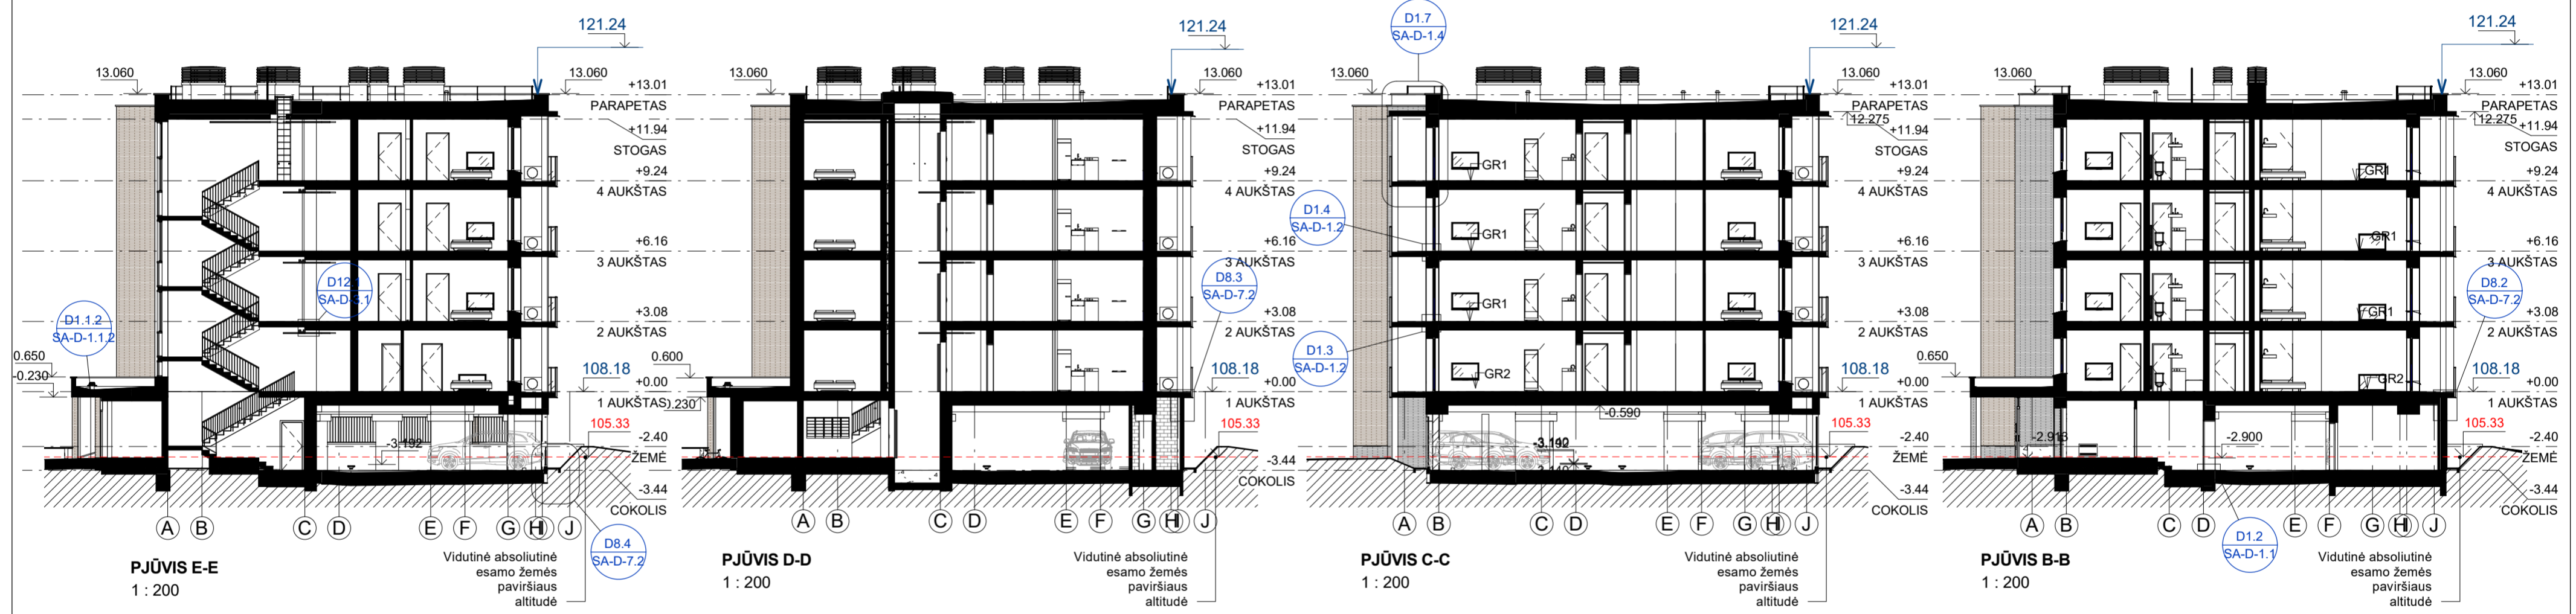 121.24
13.060
13.060
+13.01
PARAPETAS
+11.94
STOGAS
+9.24
4 AUKŠTAS
+6.16
3 AUKŠTAS
D12.1
SA-D-5.1
+3.08
2 AUKŠTAS
D1.1.2
SA-D-1.1.2
0.650
-0.230
108.18
+0.00
1 AUKŠTAS
105.33
-3.192
-2.40
ŽEMĖ
-3.44
COKOLIS
A
B
C
D
E
F
G
H
I
J
D8.4
SA-D-7.2
PJŪVIS E-E
1 : 200
Vidutinė absoliutinė
esamo žemės
paviršiaus
altitudė
121.24
13.060
13.060
+13.01
PARAPETAS
+11.94
STOGAS
+9.24
4 AUKŠTAS
+6.16
3 AUKŠTAS
D8.3
SA-D-7.2
+3.08
2 AUKŠTAS
0.600
108.18
+0.00
1 AUKŠTAS
0.230
105.33
-2.40
ŽEMĖ
-3.44
COKOLIS
A
B
C
D
E
F
G
H
I
J
PJŪVIS D-D
1 : 200
Vidutinė absoliutinė
esamo žemės
paviršiaus
altitudė
D1.7
SA-D-1.4
121.24
13.060
13.060
+13.01
PARAPETAS
12.275
+11.94
STOGAS
GR1
+9.24
4 AUKŠTAS
D1.4
SA-D-1.2
GR1
+6.16
3 AUKŠTAS
GR1
+3.08
2 AUKŠTAS
D1.3
SA-D-1.2
GR2
108.18
+0.00
1 AUKŠTAS
-0.590
105.33
-2.40
ŽEMĖ
-3.44
COKOLIS
A
B
C
D
E
F
G
H
I
J
PJŪVIS C-C
1 : 200
Vidutinė absoliutinė
esamo žemės
paviršiaus
altitudė
121.24
13.060
13.060
+13.01
PARAPETAS
12.275
+11.94
STOGAS
GR1
+9.24
4 AUKŠTAS
GR1
+6.16
3 AUKŠTAS
D8.2
SA-D-7.2
GR1
+3.08
2 AUKŠTAS
0.650
GR2
108.18
+0.00
1 AUKŠTAS
105.33
-2.913
-2.900
-2.40
ŽEMĖ
-3.44
COKOLIS
A
B
C
D
E
F
G
H
I
J
D1.2
SA-D-1.1
PJŪVIS B-B
1 : 200
Vidutinė absoliutinė
esamo žemės
paviršiaus
altitudė